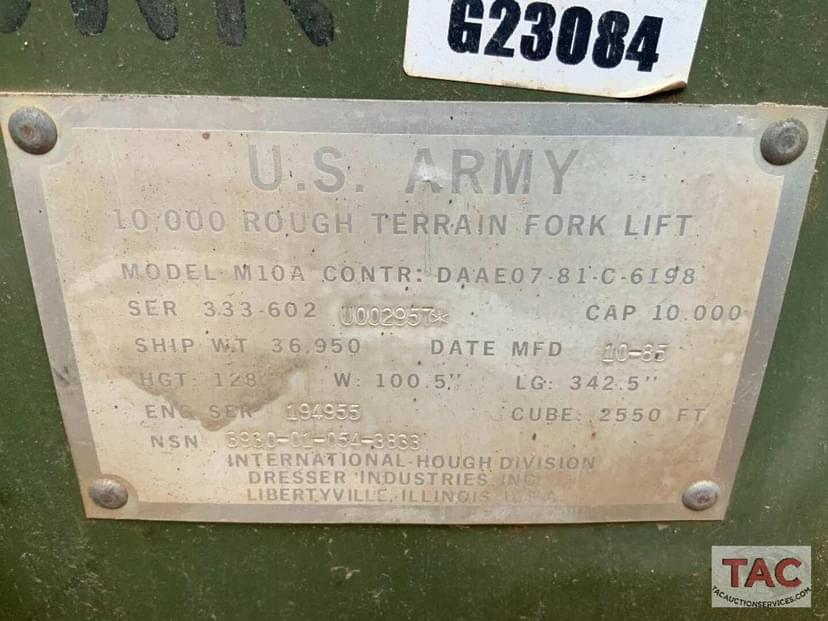 G23084
U.S. ARMY
10,000 ROUGH TERRAIN FORK LIFT
MODEL M10A CONTR: DAAE07-81-C-6198
SER 333-602 U002957* CAP 10,000
SHIP WT 36,950 DATE MFD 10-85
HGT: 128 W: 100.5" LG: 342.5"
ENG SER 194955 CUBE: 2550 FT
NSN 3930-01-054-3833
INTERNATIONAL-HOUGH DIVISION
DRESSER INDUSTRIES, INC.
LIBERTYVILLE, ILLINOIS, U.S.A.
TAC
TACAUCTIONSERVICES.COM